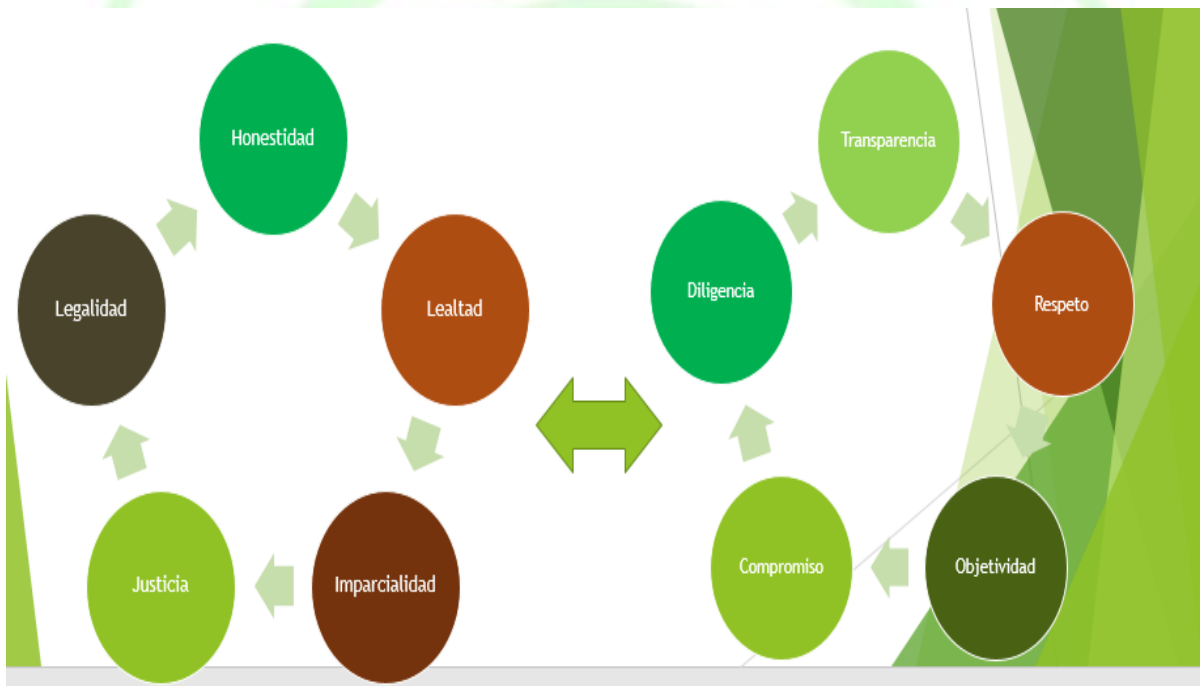 Honestidad
Lealtad
Imparcialidad
Justicia
Legalidad
Transparencia
Respeto
Objetividad
Compromiso
Diligencia